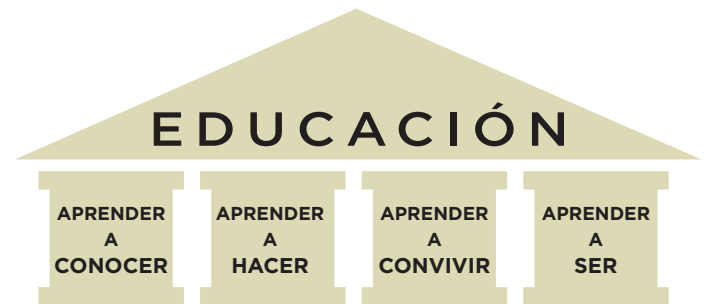 EDUCACIÓN
APRENDER
A
CONOCER
APRENDER
A
HACER
APRENDER
A
CONVIVIR
APRENDER
A
SER